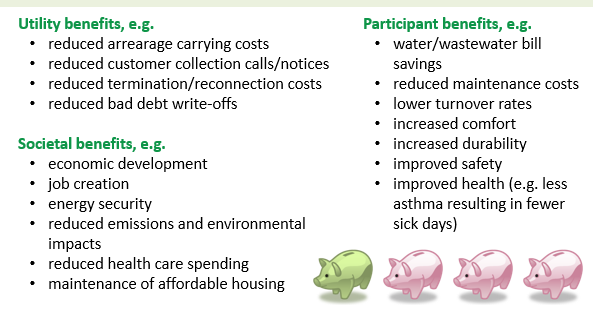 Utility benefits, e.g.
• reduced arrearage carrying costs
• reduced customer collection calls/notices
• reduced termination/reconnection costs
• reduced bad debt write-offs
Societal benefits, e.g.
• economic development
• job creation
• energy security
• reduced emissions and environmental
impacts
• reduced health care spending
• maintenance of affordable housing
Participant benefits, e.g.
• water/wastewater bill
savings
• reduced maintenance costs
• lower turnover rates
• increased comfort
• increased durability
• improved safety
• improved health (e.g. less
asthma resulting in fewer
sick days)